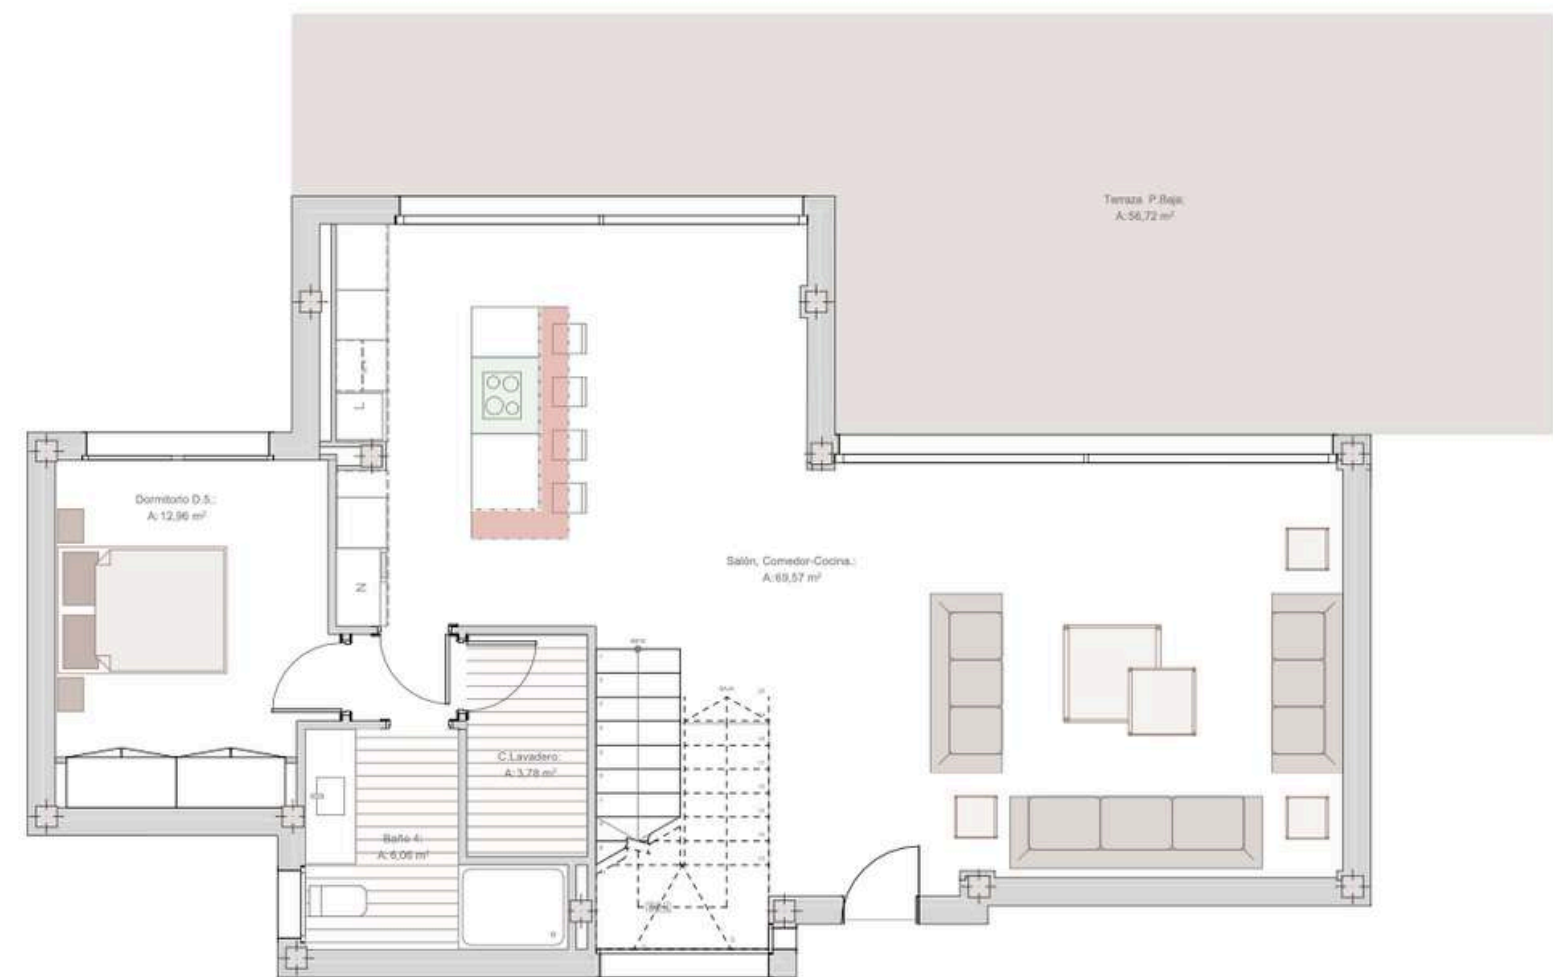 Terraza P.Baja:
A: 56,72 m²
L
Dormitorio D.5.:
A: 12,96 m²
Salón, Comedor-Cocina.:
A: 69,57 m²
N
C.Lavadero:
A: 3,78 m²
Baño 4:
A: 6,06 m²